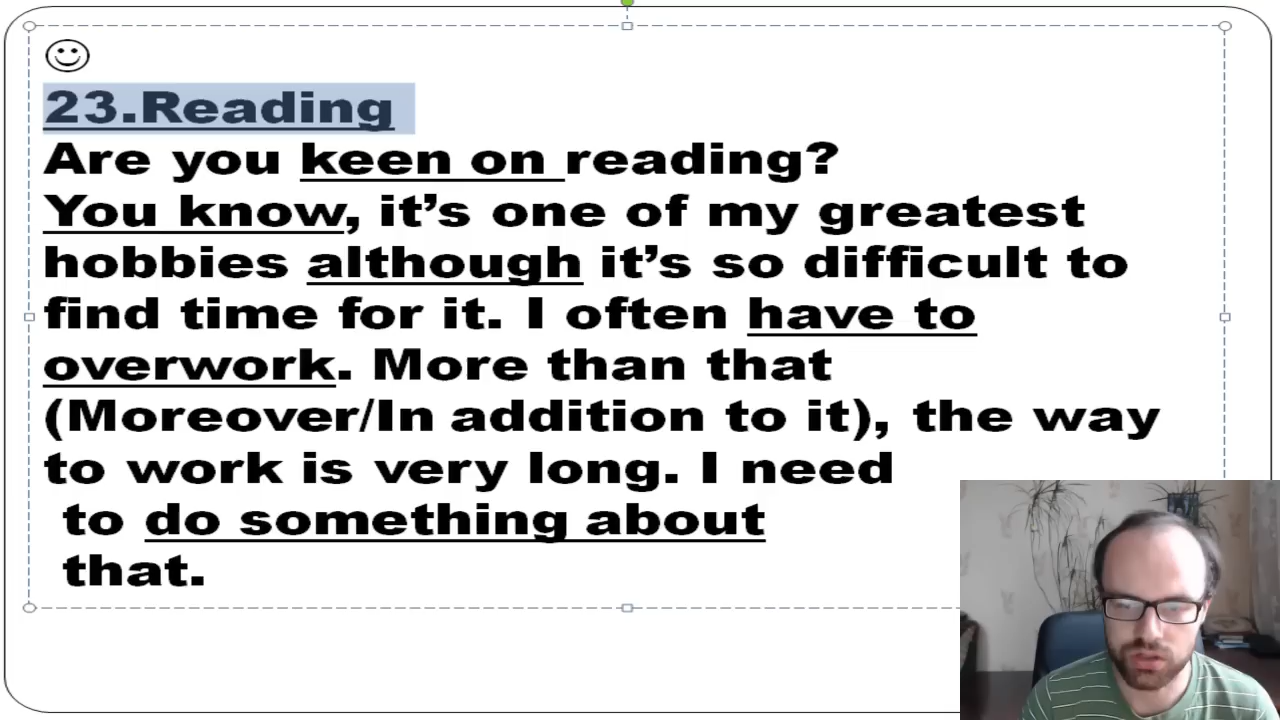 23.Reading
Are you keen on reading?
You know, it’s one of my greatest
hobbies although it’s so difficult to
find time for it. I often have to
overwork. More than that
(Moreover/In addition to it), the way
to work is very long. I need
to do something about
that.